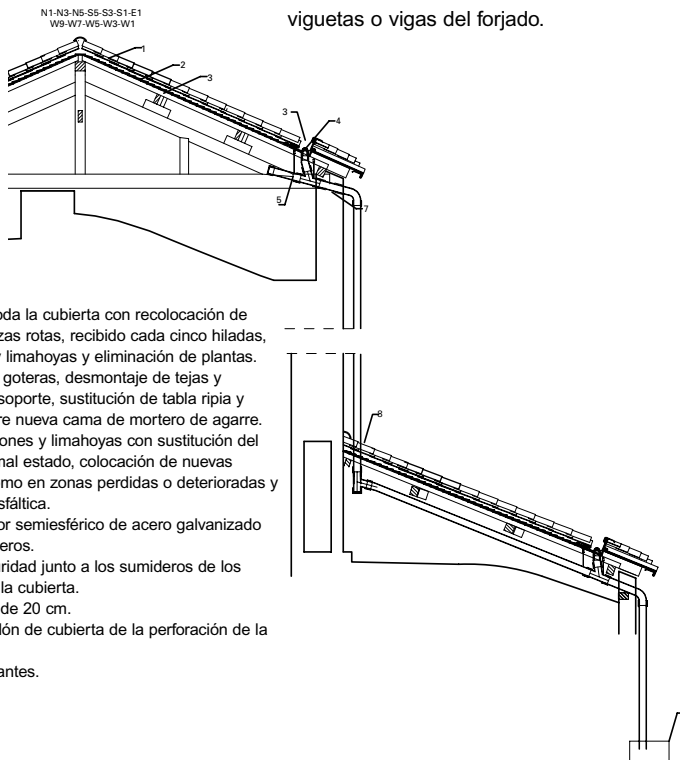 N1-N3-N5-S5-S3-S1-E1
W9-W7-W5-W3-W1
viguetas o vigas del forjado.
1
2
3
3
4
5
7
oda la cubierta con recolocación de
zas rotas, recibido cada cinco hiladas,
y limahoyas y eliminación de plantas.
goteras, desmontaje de tejas y
soporte, sustitución de tabla ripia y
re nueva cama de mortero de agarre.
ones y limahoyas con sustitución del
mal estado, colocación de nuevas
omo en zonas perdidas o deterioradas y
sfáltica.
or semiesférico de acero galvanizado
eros.
uridad junto a los sumideros de los
la cubierta.
de 20 cm.
lón de cubierta de la perforación de la
antes.
8